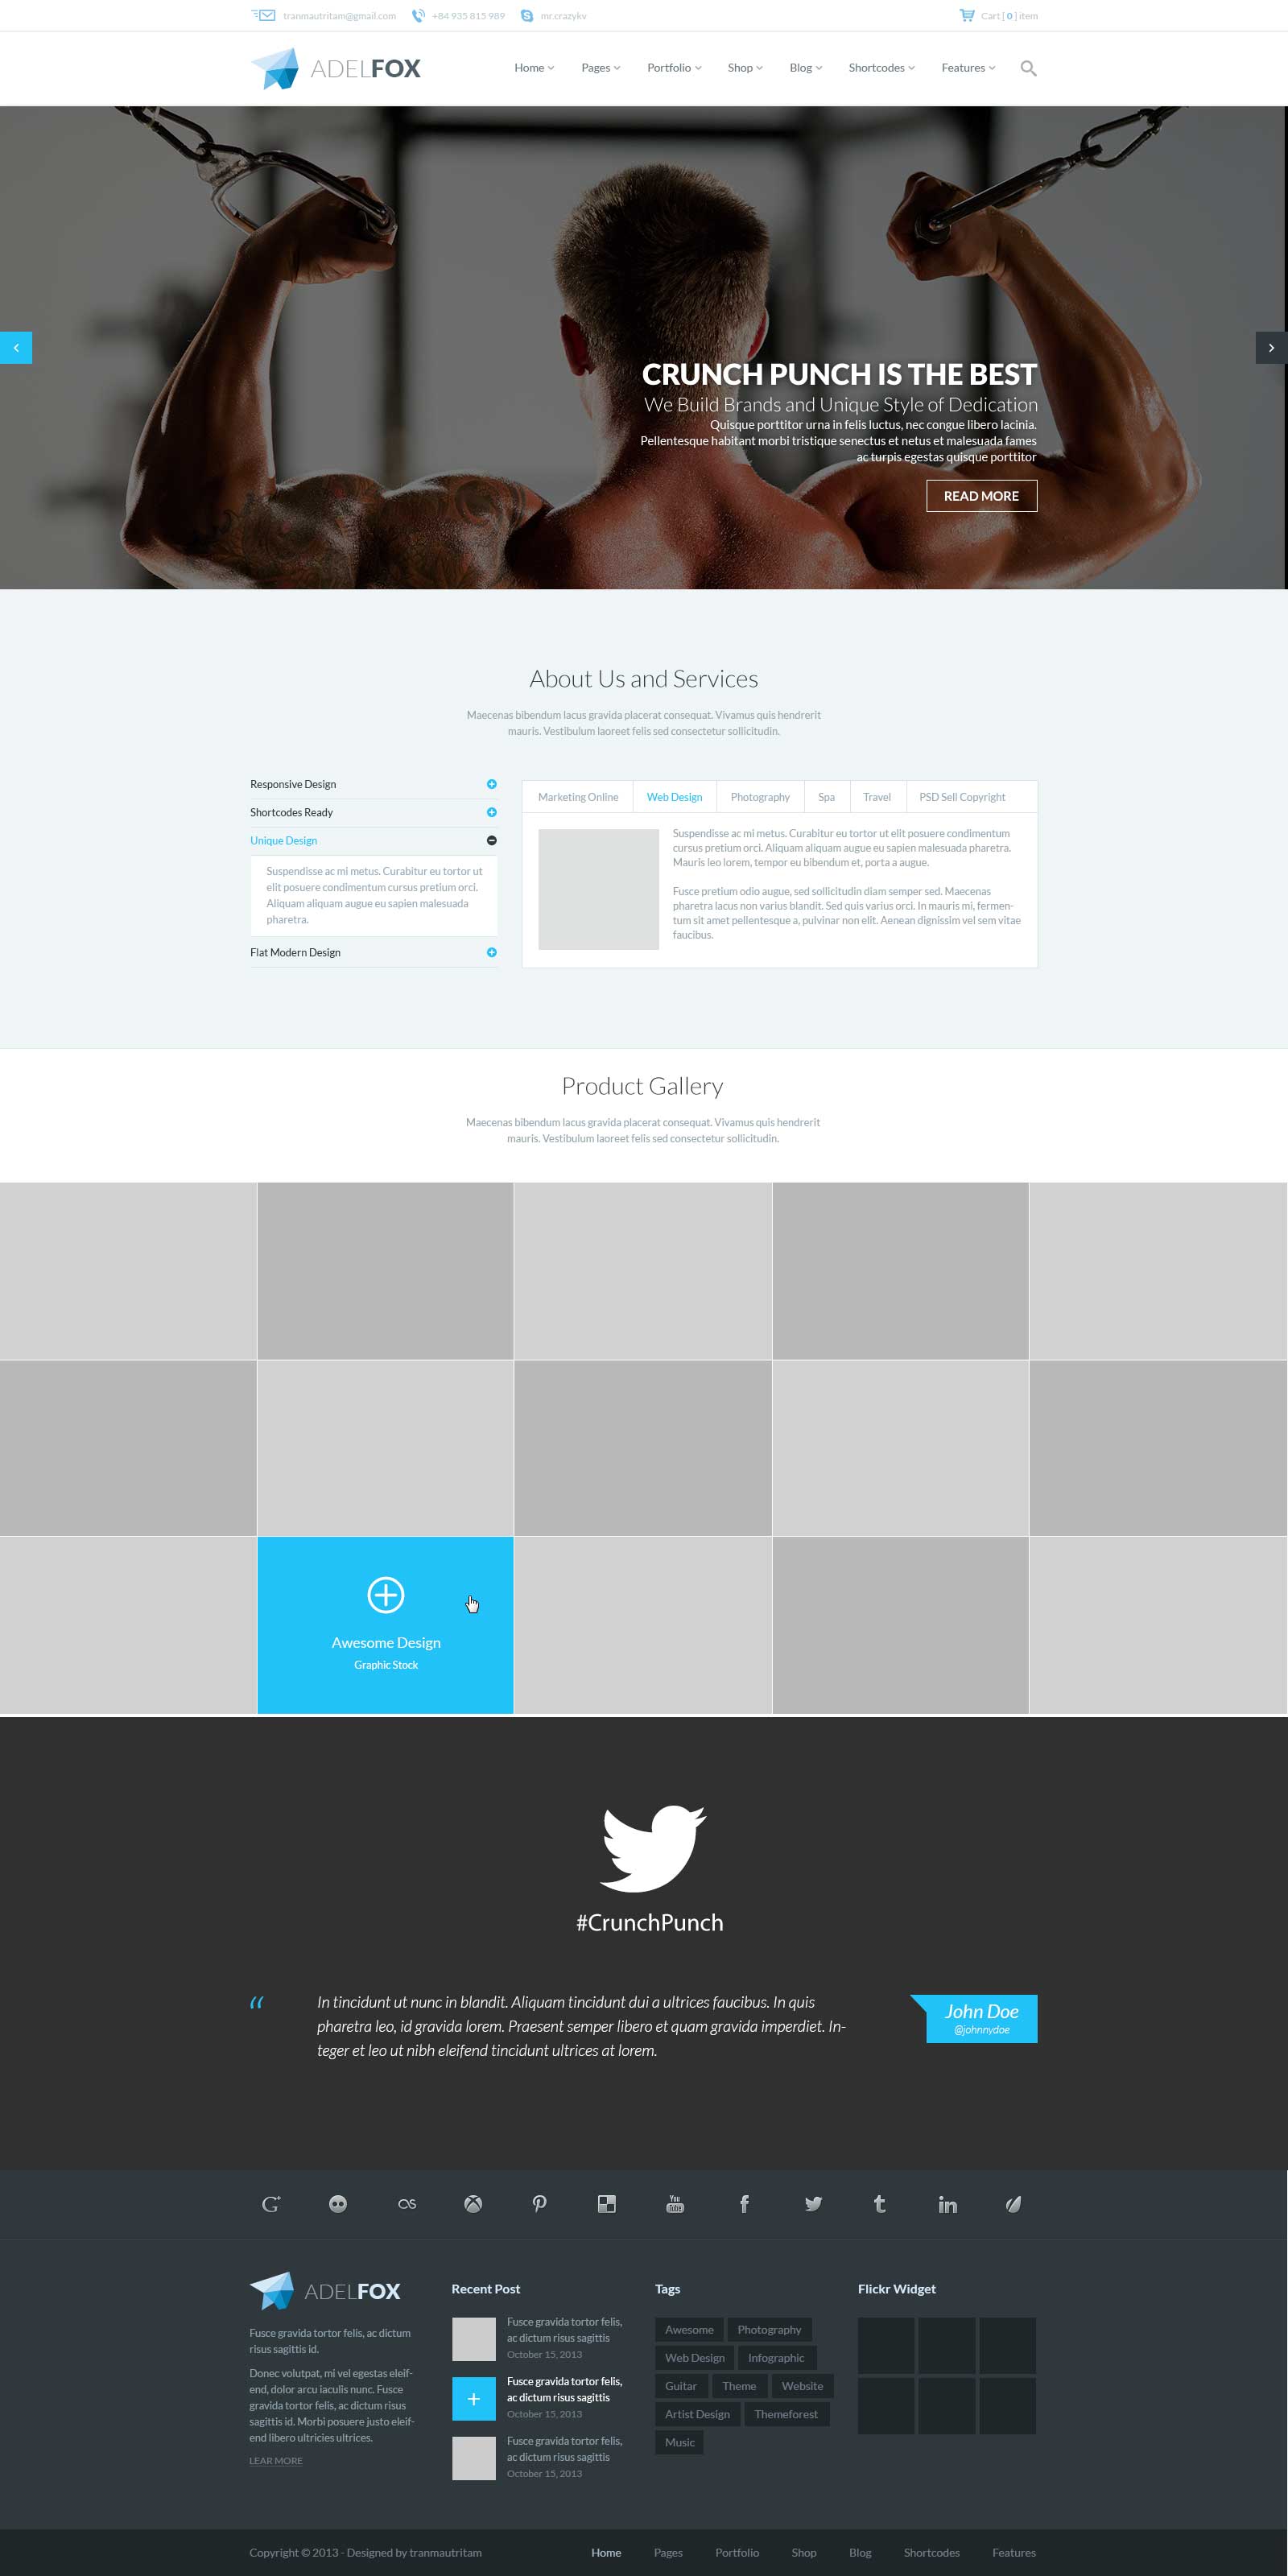 tranmautritam@gmail.com +84 935 815 989 mr.crazykv Cart [ 0 ] item
ADELFOX Home Pages Portfolio Shop Blog Shortcodes Features
CRUNCH PUNCH IS THE BEST
We Build Brands and Unique Style of Dedication
Quisque porttitor urna in felis luctus, nec congue libero lacinia.
Pellentesque habitant morbi tristique senectus et netus et malesuada fames
ac turpis egestas quisque porttitor
READ MORE
About Us and Services
Maecenas bibendum lacus gravida placerat consequat. Vivamus quis hendrerit
mauris. Vestibulum laoreet felis sed consectetur sollicitudin.
Responsive Design
Shortcodes Ready
Unique Design
Suspendisse ac mi metus. Curabitur eu tortor ut
elit posuere condimentum cursus pretium orci.
Aliquam aliquam augue eu sapien malesuada
pharetra.
Flat Modern Design
Marketing Online Web Design Photography Spa Travel PSD Sell Copyright
Suspendisse ac mi metus. Curabitur eu tortor ut elit posuere condimentum
cursus pretium orci. Aliquam aliquam augue eu sapien malesuada pharetra.
Mauris leo lorem, tempor eu bibendum et, porta a augue.
Fusce pretium odio augue, sed sollicitudin diam semper sed. Maecenas
pharetra lacus non varius blandit. Sed quis varius orci. In mauris mi, fermen-
tum sit amet pellentesque a, pulvinar non elit. Aenean dignissim vel sem vitae
faucibus.
Product Gallery
Maecenas bibendum lacus gravida placerat consequat. Vivamus quis hendrerit
mauris. Vestibulum laoreet felis sed consectetur sollicitudin.
Awesome Design
Graphic Stock
#CrunchPunch
“ In tincidunt ut nunc in blandit. Aliquam tincidunt dui a ultrices faucibus. In quis
pharetra leo, id gravida lorem. Praesent semper libero et quam gravida imperdiet. In-
teger et leo ut nibh eleifend tincidunt ultrices at lorem.
John Doe
@johnnydoe
You Tube
ADELFOX
Fusce gravida tortor felis, ac dictum
risus sagittis id.
Donec volutpat, mi vel egestas eleif-
end, dolor arcu iaculis nunc. Fusce
gravida tortor felis, ac dictum risus
sagittis id. Morbi posuere justo eleif-
end libero ultricies ultrices.
LEAR MORE
Recent Post
Fusce gravida tortor felis,
ac dictum risus sagittis
October 15, 2013
Fusce gravida tortor felis,
ac dictum risus sagittis
October 15, 2013
Fusce gravida tortor felis,
ac dictum risus sagittis
October 15, 2013
Tags
Awesome Photography
Web Design Infographic
Guitar Theme Website
Artist Design Themeforest
Music
Flickr Widget
Copyright © 2013 - Designed by tranmautritam Home Pages Portfolio Shop Blog Shortcodes Features